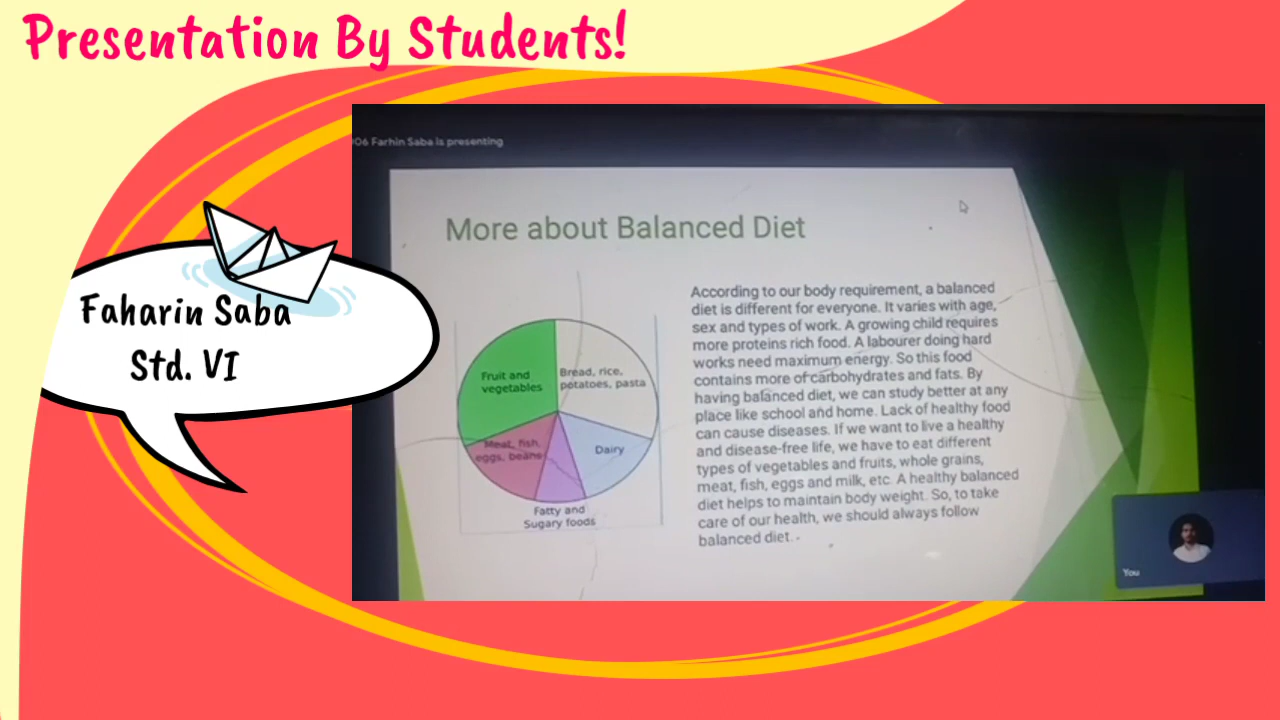 Presentation By Students!
Faharin Saba
Std. VI
06 Farhin Saba is presenting
More about Balanced Diet
Fruit and
vegetables
Bread, rice,
potatoes, pasta
Meat, fish,
eggs, beans
Dairy
Fatty and
Sugary foods
According to our body requirement, a balanced
diet is different for everyone. It varies with age,
sex and types of work. A growing child requires
more proteins rich food. A labourer doing hard
works need maximum energy. So this food
contains more of carbohydrates and fats. By
having balanced diet, we can study better at any
place like school and home. Lack of healthy food
can cause diseases. If we want to live a healthy
and disease-free life, we have to eat different
types of vegetables and fruits, whole grains,
meat, fish, eggs and milk, etc. A healthy balanced
diet helps to maintain body weight. So, to take
care of our health, we should always follow
balanced diet.
You